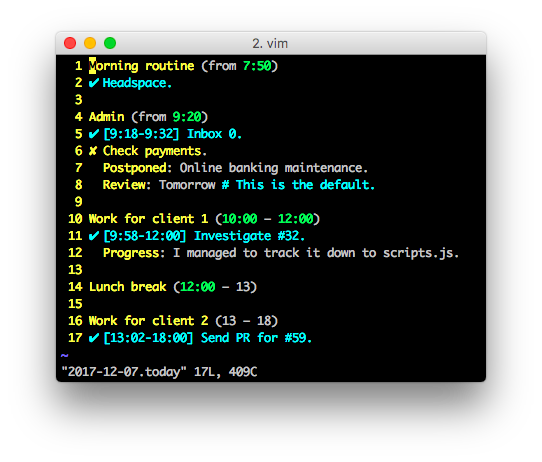 2. vim
1 Morning routine (from 7:50)
2 ✔ Headspace.
3
4 Admin (from 9:20)
5 ✔ [9:18-9:32] Inbox 0.
6 ✘ Check payments.
7 Postponed: Online banking maintenance.
8 Review: Tomorrow # This is the default.
9
10 Work for client 1 (10:00 – 12:00)
11 ✔ [9:58-12:00] Investigate #32.
12 Progress: I managed to track it down to scripts.js.
13
14 Lunch break (12:00 – 13)
15
16 Work for client 2 (13 – 18)
17 ✔ [13:02-18:00] Send PR for #59.
~
"2017-12-07.today" 17L, 409C